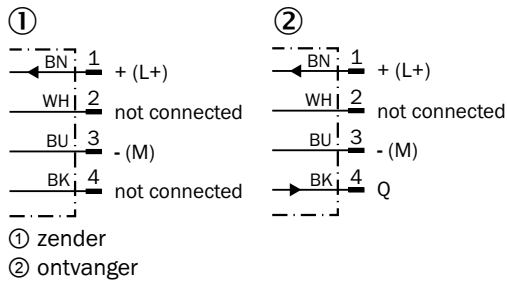 ① ②
BN 1 + (L+) BN 1 + (L+)
WH 2 not connected WH 2 not connected
BU 3 - (M) BU 3 - (M)
BK 4 not connected BK 4 Q
① zender
② ontvanger